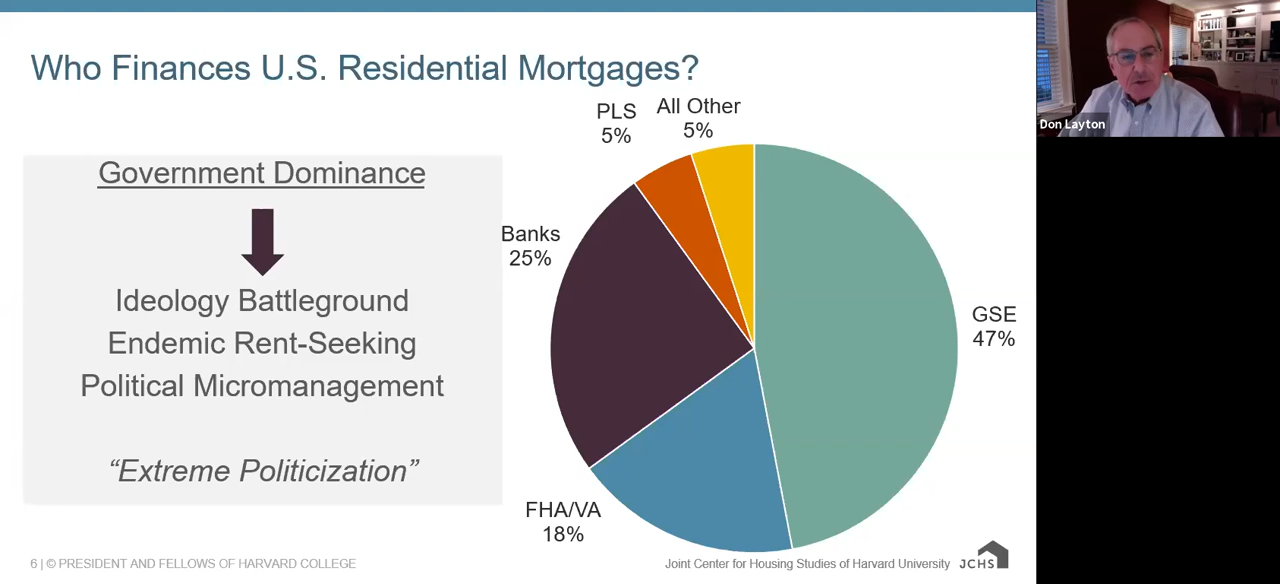 Who Finances U.S. Residential Mortgages?
Government Dominance
Ideology Battleground
Endemic Rent-Seeking
Political Micromanagement
“Extreme Politicization”
PLS
5%
All Other
5%
Banks
25%
GSE
47%
FHA/VA
18%
6 | © PRESIDENT AND FELLOWS OF HARVARD COLLEGE
Joint Center for Housing Studies of Harvard University
JCHS
Don Layton